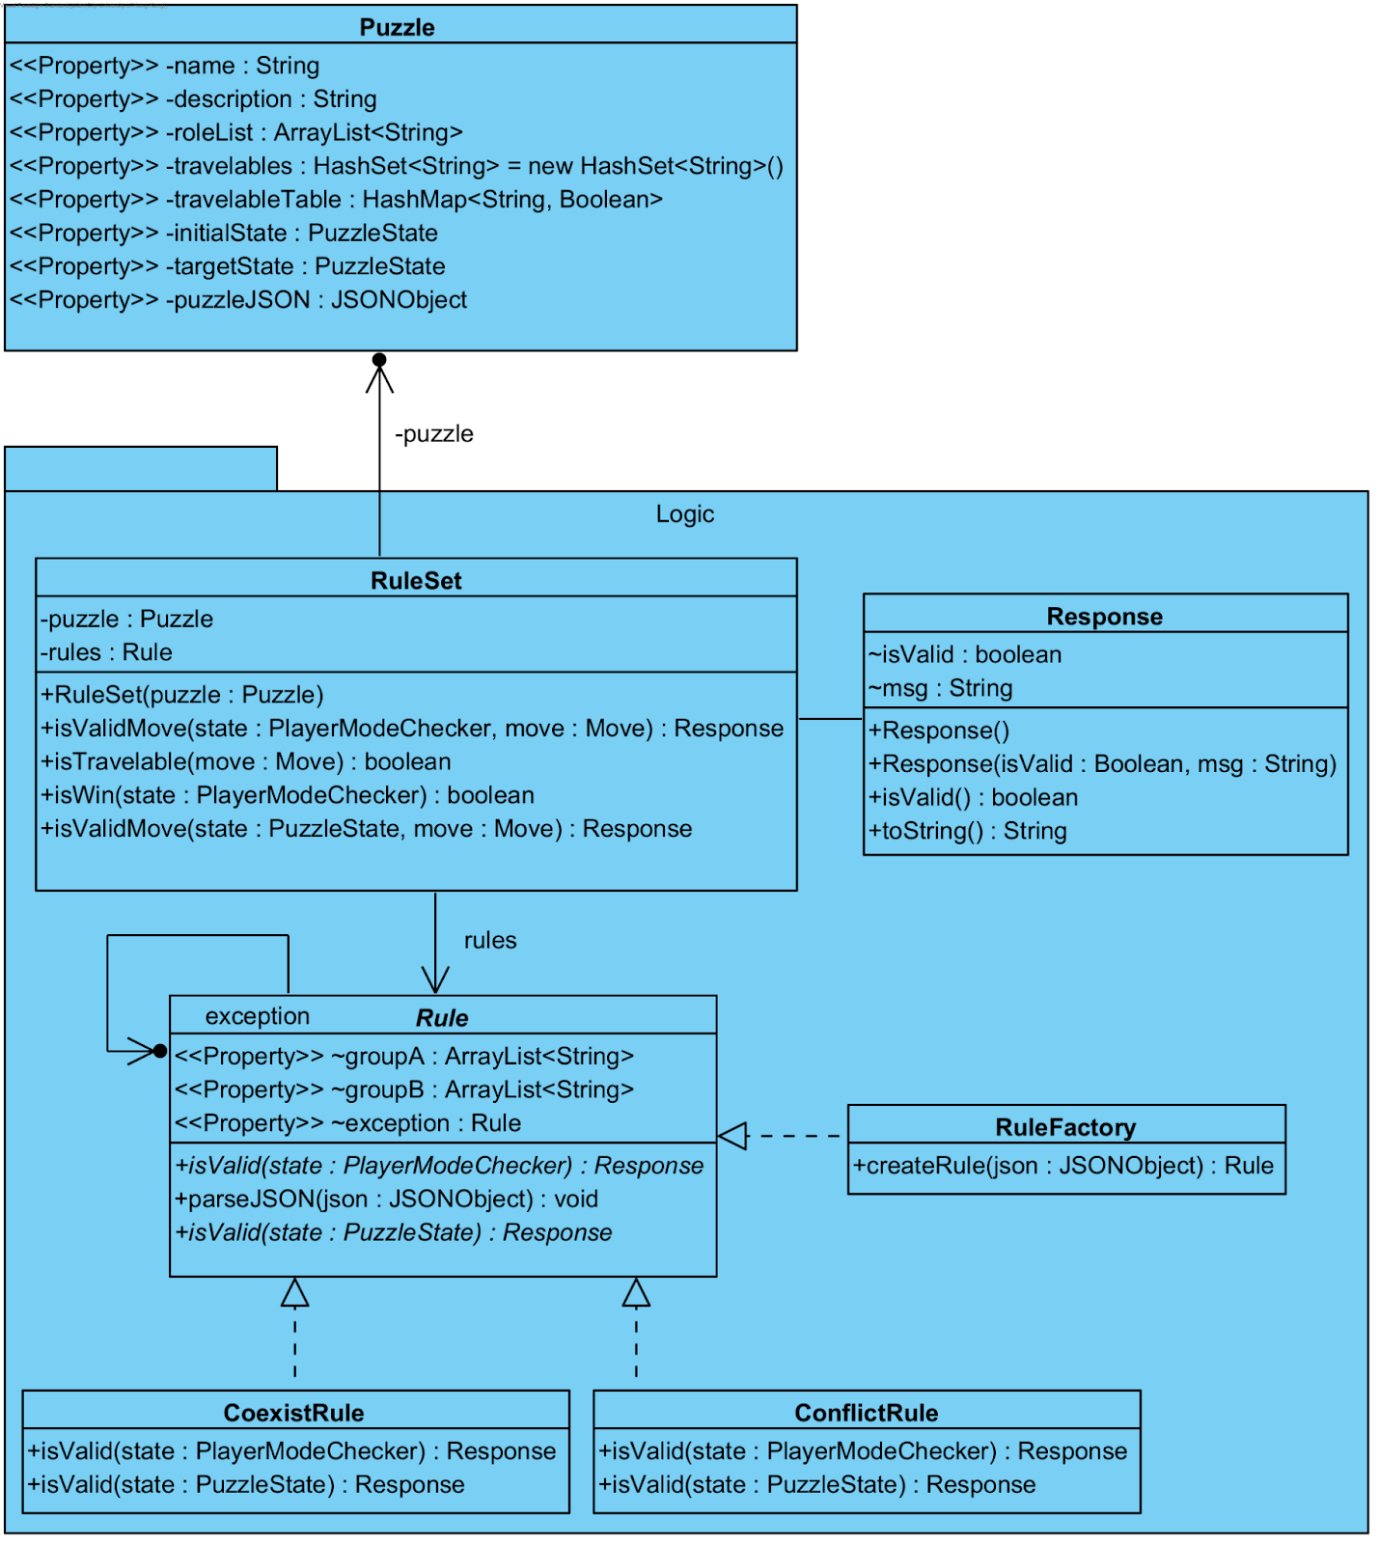 Puzzle
<<Property>> -name : String
<<Property>> -description : String
<<Property>> -roleList : ArrayList<String>
<<Property>> -travelables : HashSet<String> = new HashSet<String>()
<<Property>> -travelableTable : HashMap<String, Boolean>
<<Property>> -initialState : PuzzleState
<<Property>> -targetState : PuzzleState
<<Property>> -puzzleJSON : JSONObject
-puzzle
Logic
RuleSet
-puzzle : Puzzle
-rules : Rule
+RuleSet(puzzle : Puzzle)
+isValidMove(state : PlayerModeChecker, move : Move) : Response
+isTravelable(move : Move) : boolean
+isWin(state : PlayerModeChecker) : boolean
+isValidMove(state : PuzzleState, move : Move) : Response
Response
~isValid : boolean
~msg : String
+Response()
+Response(isValid : Boolean, msg : String)
+isValid() : boolean
+toString() : String
rules
exception
Rule
<<Property>> ~groupA : ArrayList<String>
<<Property>> ~groupB : ArrayList<String>
<<Property>> ~exception : Rule
+isValid(state : PlayerModeChecker) : Response
+parseJSON(json : JSONObject) : void
+isValid(state : PuzzleState) : Response
RuleFactory
+createRule(json : JSONObject) : Rule
CoexistRule
+isValid(state : PlayerModeChecker) : Response
+isValid(state : PuzzleState) : Response
ConflictRule
+isValid(state : PlayerModeChecker) : Response
+isValid(state : PuzzleState) : Response